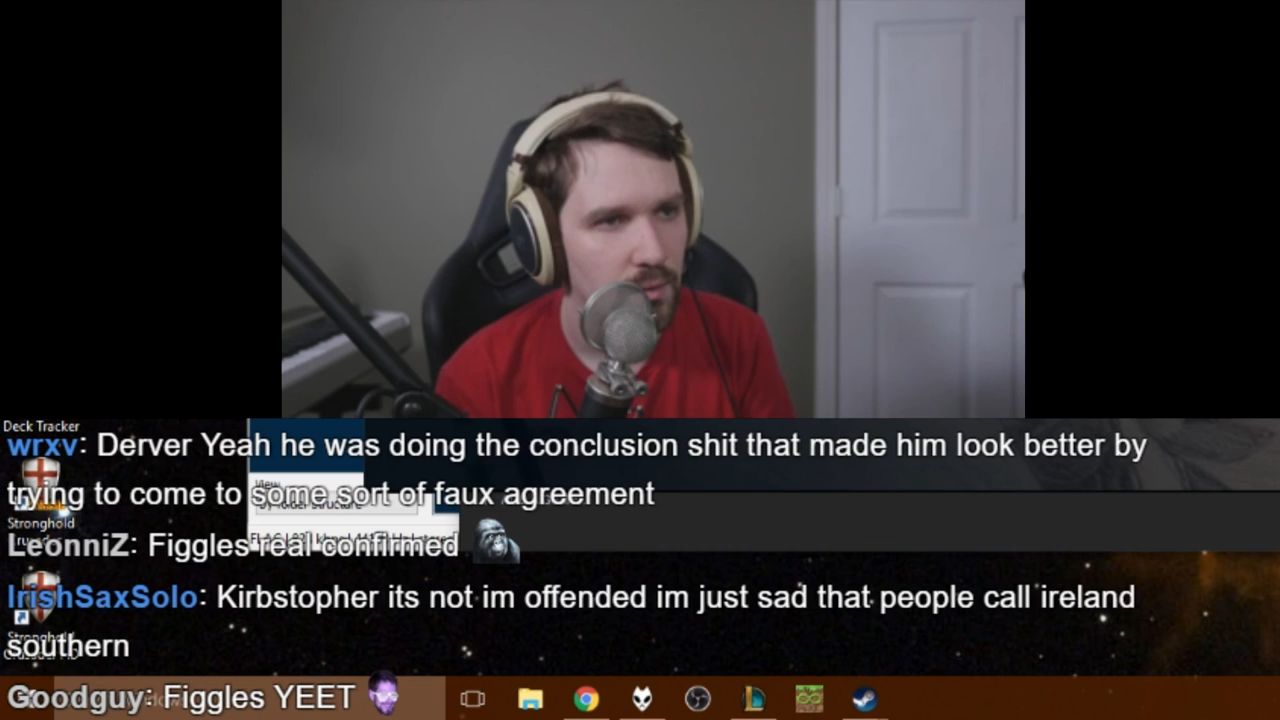 Deck Tracker
wrxv: Derver Yeah he was doing the conclusion shit that made him look better by
trying to come to some sort of faux agreement
Stronghold
LeonniZ: Figgles real confirmed
IrishSaxSolo: Kirbstopher its not im offended im just sad that people call ireland
Stronghold
southern
Goodguy: Figgles YEET